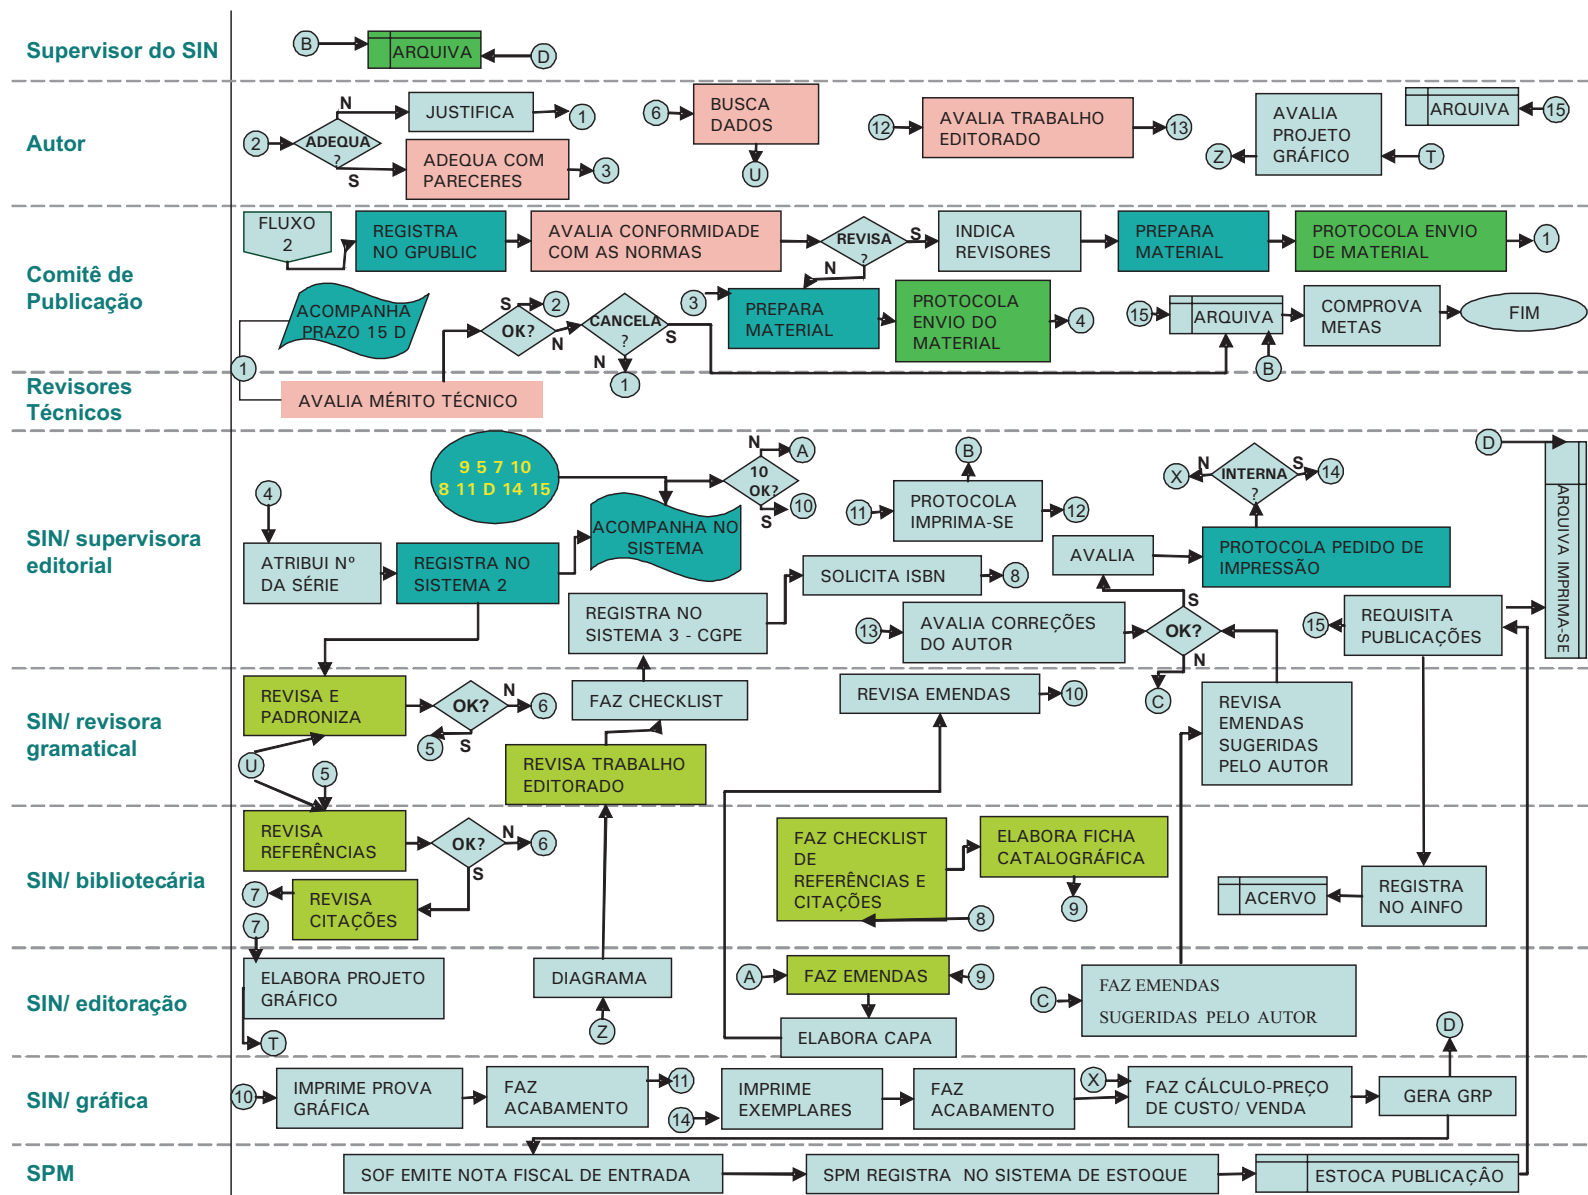 Supervisor do SIN
B
ARQUIVA
D
Autor
2
ADEQUA
?
N
S
JUSTIFICA
1
ADEQUA COM
PARECERES
3
6
BUSCA
DADOS
U
12
AVALIA TRABALHO
EDITORADO
13
AVALIA
PROJETO
GRÁFICO
Z
T
ARQUIVA
15
Comitê de
Publicação
FLUXO
2
REGISTRA
NO GPUBLIC
AVALIA CONFORMIDADE
COM AS NORMAS
REVISA
?
S
N
INDICA
REVISORES
PREPARA
MATERIAL
PROTOCOLA ENVIO
DE MATERIAL
1
ACOMPANHA
PRAZO 15 D
OK?
S
2
N
CANCELA
?
S
N
1
3
PREPARA
MATERIAL
PROTOCOLA
ENVIO DO
MATERIAL
4
15
ARQUIVA
B
COMPROVA
METAS
FIM
1
Revisores
Técnicos
AVALIA MÉRITO TÉCNICO
SIN/ supervisora
editorial
4
ATRIBUI Nº
DA SÉRIE
REGISTRA NO
SISTEMA 2
9 5 7 10
8 11 D 14 15
ACOMPANHA NO
SISTEMA
10
OK?
N
A
S
10
REGISTRA NO
SISTEMA 3 - CGPE
SOLICITA ISBN
8
B
11
PROTOCOLA
IMPRIMA-SE
12
13
AVALIA CORREÇÕES
DO AUTOR
OK?
S
N
C
AVALIA
PROTOCOLA PEDIDO DE
IMPRESSÃO
INTERNA
?
N
X
S
14
15
REQUISITA
PUBLICAÇÕES
D
ARQUIVA IMPRIMA-SE
SIN/ revisora
gramatical
REVISA E
PADRONIZA
OK?
N
6
S
5
U
5
FAZ CHECKLIST
REVISA TRABALHO
EDITORADO
REVISA EMENDAS
10
REVISA
EMENDAS
SUGERIDAS
PELO AUTOR
SIN/ bibliotecária
REVISA
REFERÊNCIAS
OK?
N
6
S
REVISA
CITAÇÕES
7
7
FAZ CHECKLIST
DE
REFERÊNCIAS E
CITAÇÕES
8
ELABORA FICHA
CATALOGRÁFICA
9
ACERVO
REGISTRA
NO AINFO
SIN/ editoração
ELABORA PROJETO
GRÁFICO
T
DIAGRAMA
Z
A
FAZ EMENDAS
9
ELABORA CAPA
C
FAZ EMENDAS
SUGERIDAS PELO AUTOR
D
SIN/ gráfica
10
IMPRIME PROVA
GRÁFICA
FAZ
ACABAMENTO
11
14
IMPRIME
EXEMPLARES
FAZ
ACABAMENTO
X
FAZ CÁLCULO-PREÇO
DE CUSTO/ VENDA
GERA GRP
SPM
SOF EMITE NOTA FISCAL DE ENTRADA
SPM REGISTRA NO SISTEMA DE ESTOQUE
ESTOCA PUBLICAÇÂO